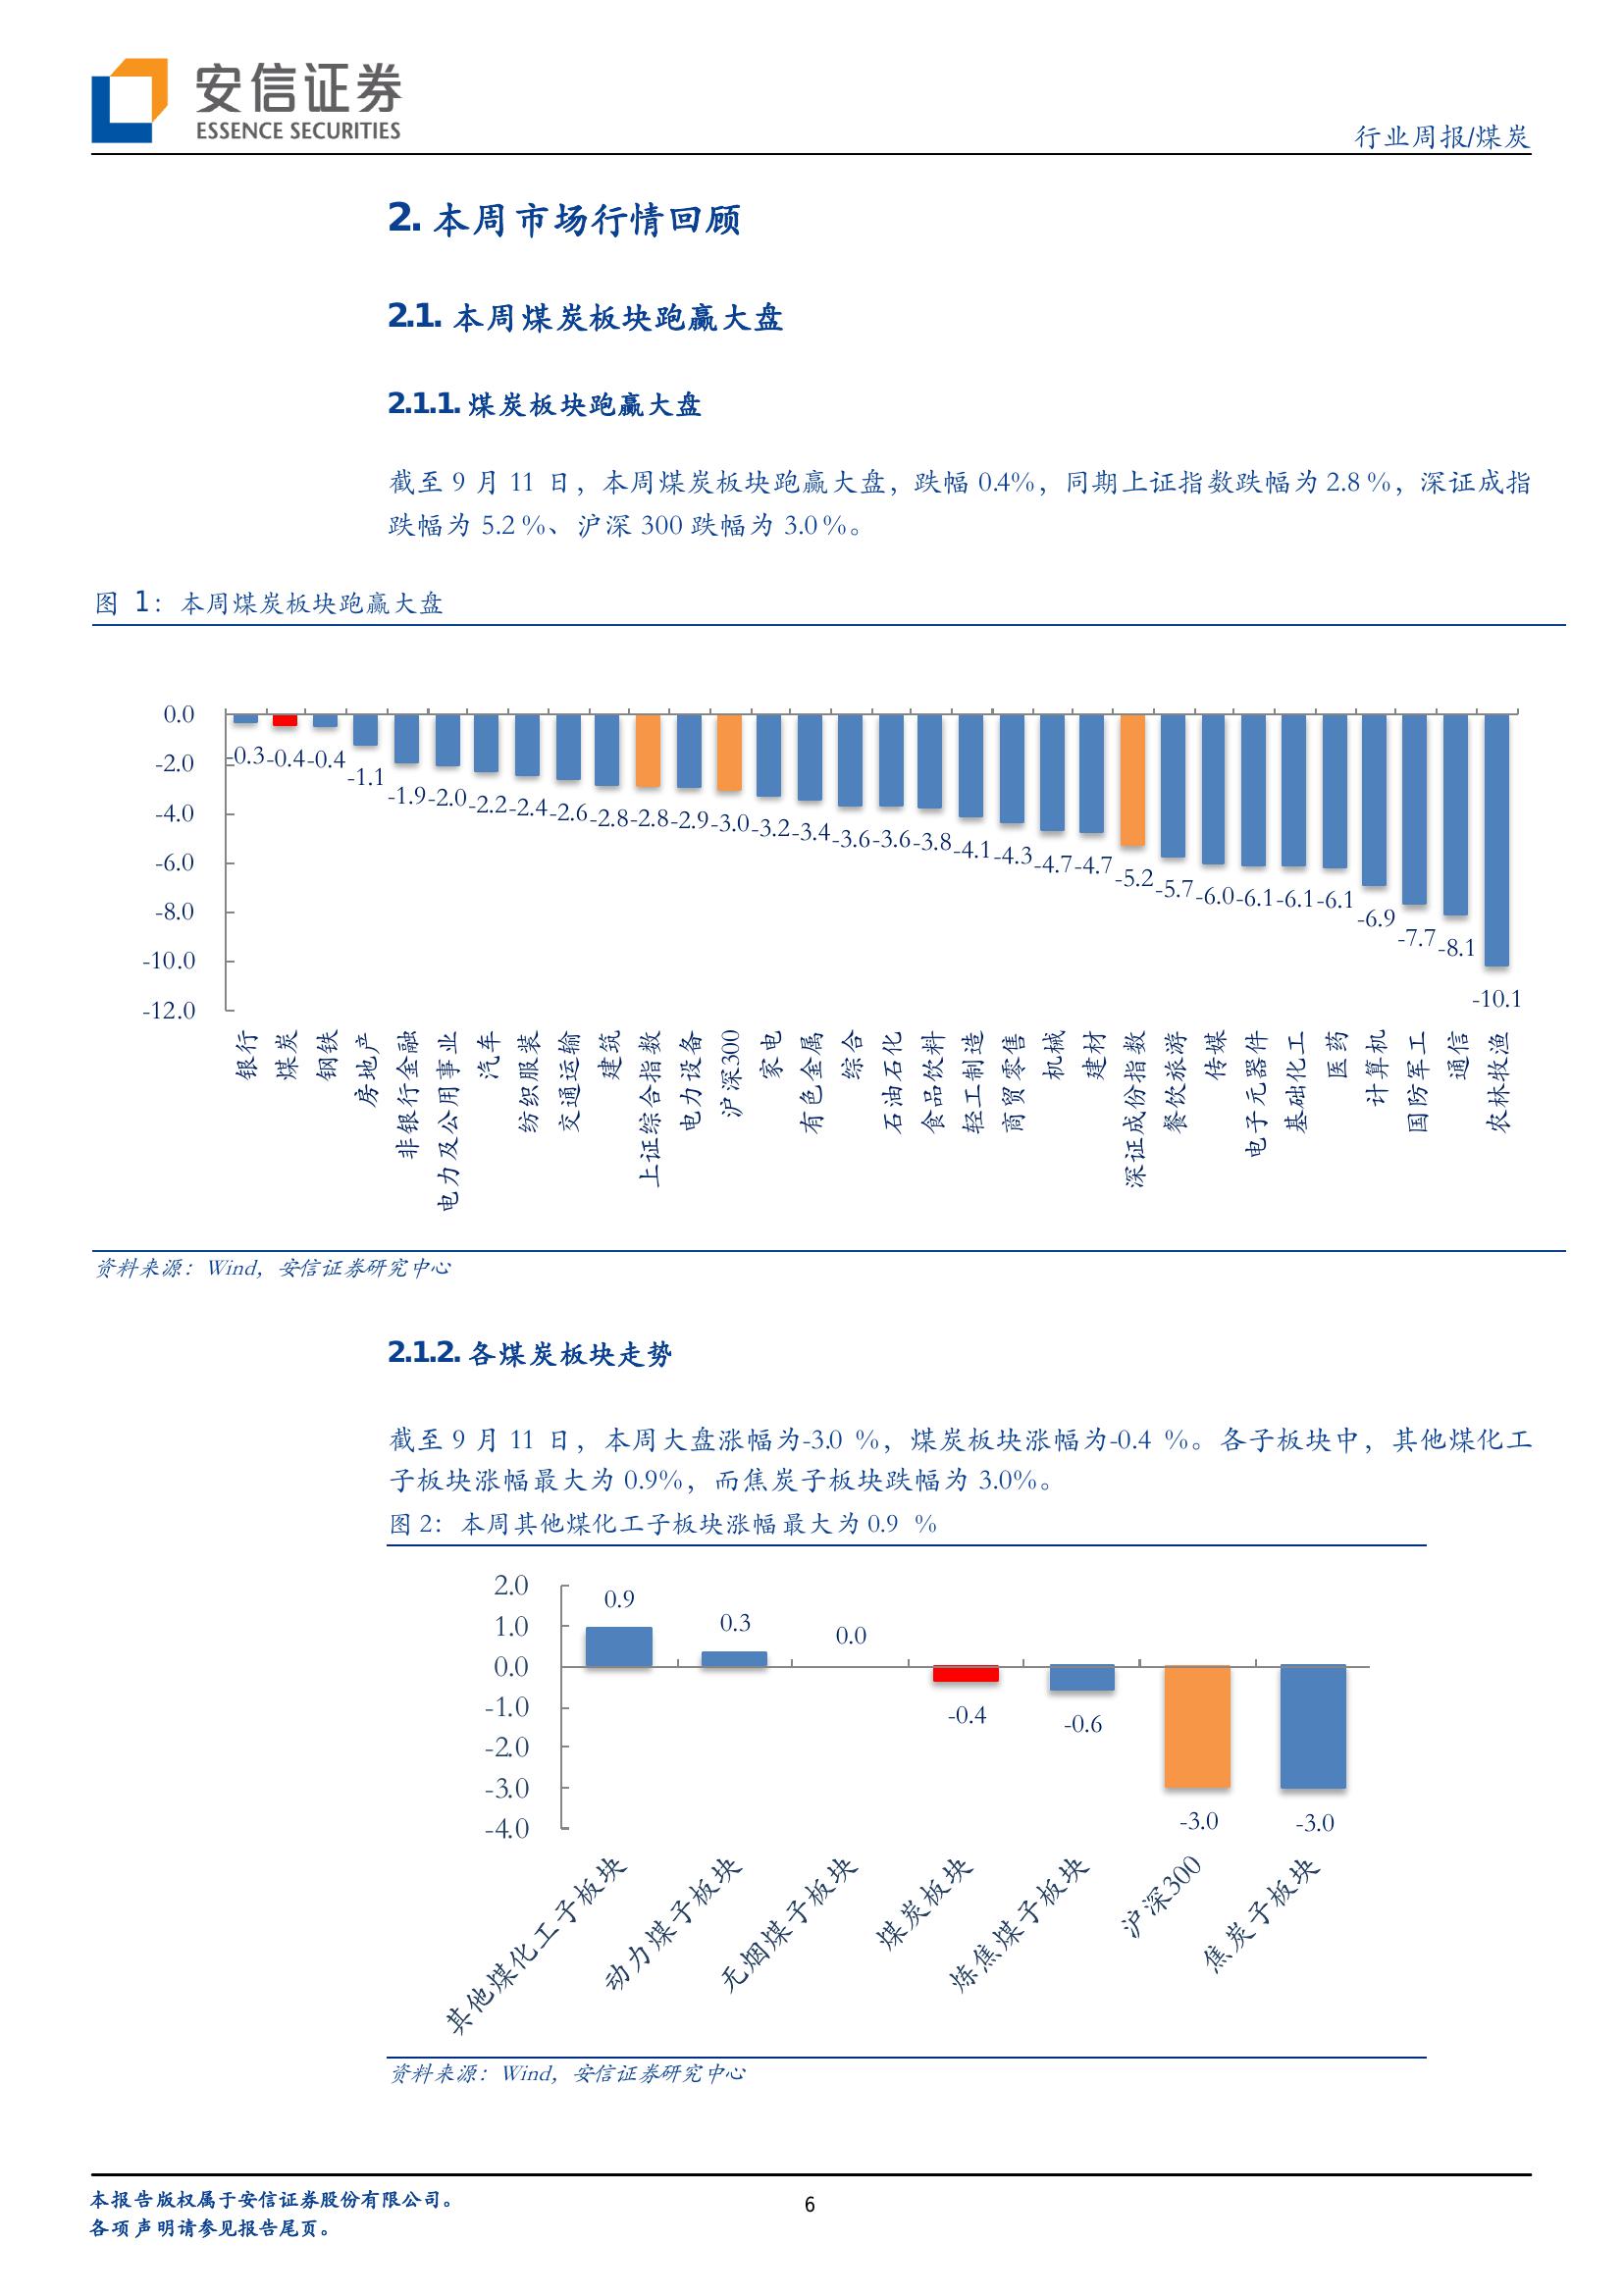 安信证券
ESSENCE SECURITIES
行业周报/煤炭
2. 本周市场行情回顾
2.1. 本周煤炭板块跑赢大盘
2.1.1. 煤炭板块跑赢大盘
截至 9 月 11 日，本周煤炭板块跑赢大盘，跌幅 0.4%，同期上证指数跌幅为 2.8 %，深证成指
跌幅为 5.2 %、沪深 300 跌幅为 3.0 %。
图 1：本周煤炭板块跑赢大盘
0.0
-2.0
-4.0
-6.0
-8.0
-10.0
-12.0
-0.3 -0.4 -0.4 -1.1 -1.9 -2.0 -2.2 -2.4 -2.6 -2.8 -2.8 -2.9 -3.0 -3.2 -3.4 -3.6 -3.6 -3.8 -4.1 -4.3 -4.7 -4.7 -5.2 -5.7 -6.0 -6.1 -6.1 -6.1 -6.9 -7.7 -8.1 -10.1
银行
煤炭
钢铁
房地产
非银行金融
电力及公用事业
汽车
纺织服装
交通运输
建筑
上证综合指数
电力设备
沪深300
家电
有色金属
综合
石油石化
食品饮料
轻工制造
商贸零售
机械
建材
深证成份指数
餐饮旅游
传媒
电子元器件
基础化工
医药
计算机
国防军工
通信
农林牧渔
资料来源：Wind，安信证券研究中心
2.1.2. 各煤炭板块走势
截至 9 月 11 日，本周大盘涨幅为-3.0 %，煤炭板块涨幅为-0.4 %。各子板块中，其他煤化工
子板块涨幅最大为 0.9%，而焦炭子板块跌幅为 3.0%。
图 2：本周其他煤化工子板块涨幅最大为 0.9 %
2.0
1.0
0.0
-1.0
-2.0
-3.0
-4.0
0.9 0.3 0.0 -0.4 -0.6 -3.0 -3.0
其他煤化工子板块
动力煤子板块
无烟煤子板块
煤炭板块
炼焦煤子板块
沪深300
焦炭子板块
资料来源：Wind，安信证券研究中心
本报告版权属于安信证券股份有限公司。
各项声明请参见报告尾页。
6